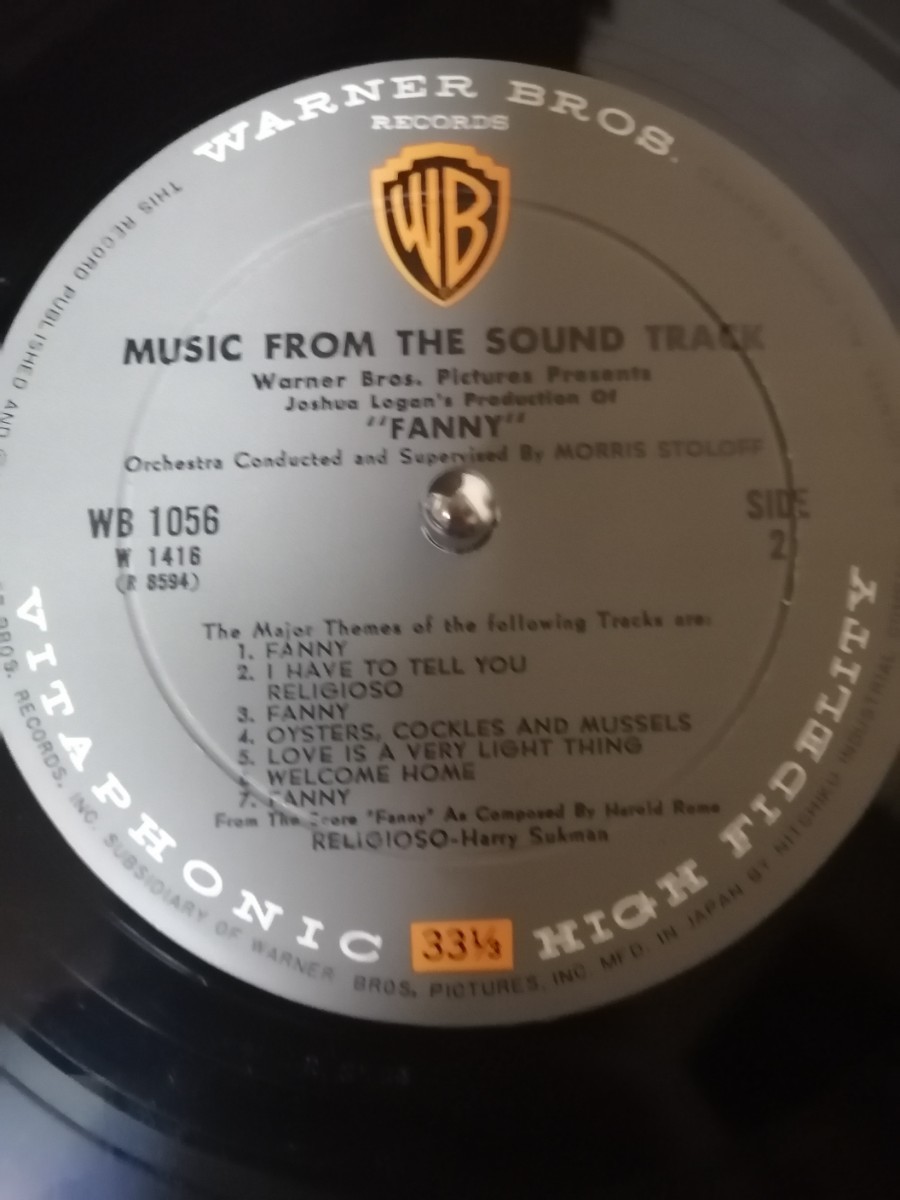 WARNER BROS.
RECORDS
WB
MUSIC FROM THE SOUND TRACK
Warner Bros. Pictures Presents
Joshua Logan's Production Of
"FANNY"
Orchestra Conducted and Supervised By MORRIS STOLOFF
WB 1056
W 1416
(R 8594)
SIDE
2
The Major Themes of the following Tracks are:
1. FANNY
2. I HAVE TO TELL YOU
RELIGIOSO
3. FANNY
4. OYSTERS, COCKLES AND MUSSELS
5. LOVE IS A VERY LIGHT THING
6. WELCOME HOME
7. FANNY
From The Score "Fanny" As Composed By Harold Rome
RELIGIOSO-Harry Sukman
VITAPHONIC
33⅓
HIGH FIDELITY
THIS RECORD PUBLISHED AND
BROS. RECORDS, INC. SUBSIDIARY OF WARNER BROS. PICTURES, INC. MFD. IN JAPAN BY NITCHIKU INDUSTRIAL